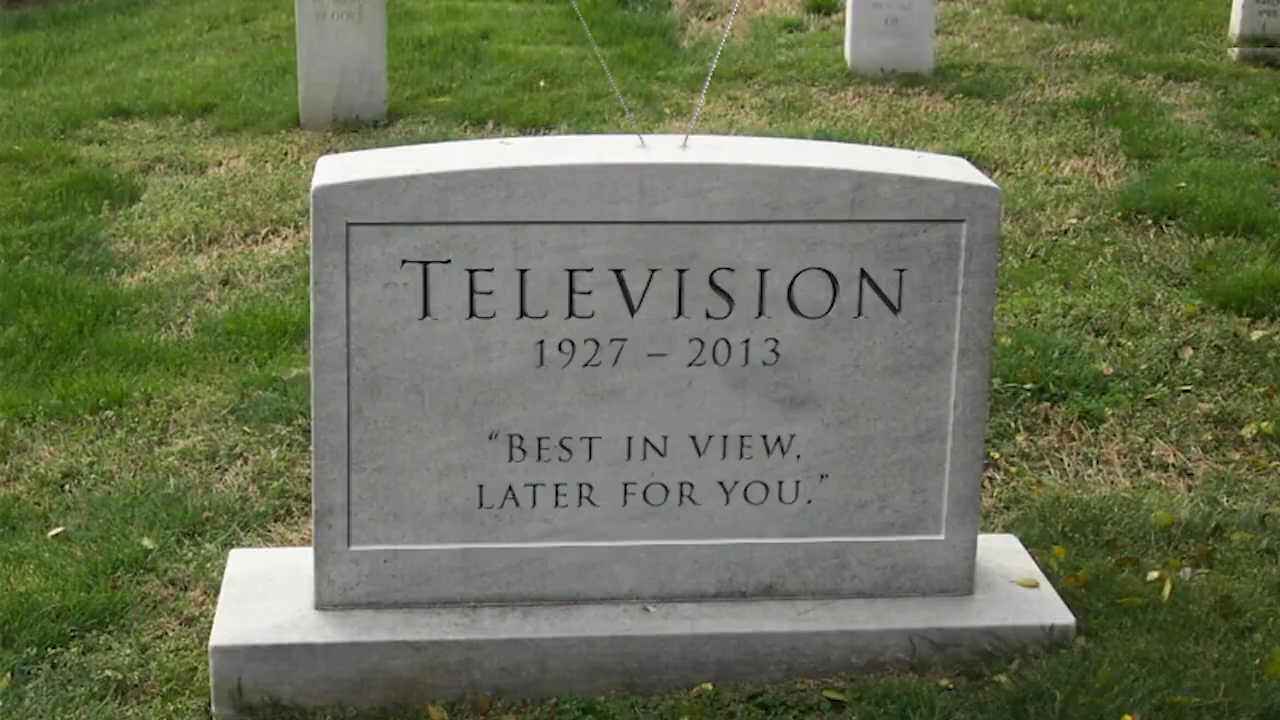 TELEVISION
1927 – 2013
“BEST IN VIEW,
LATER FOR YOU.”